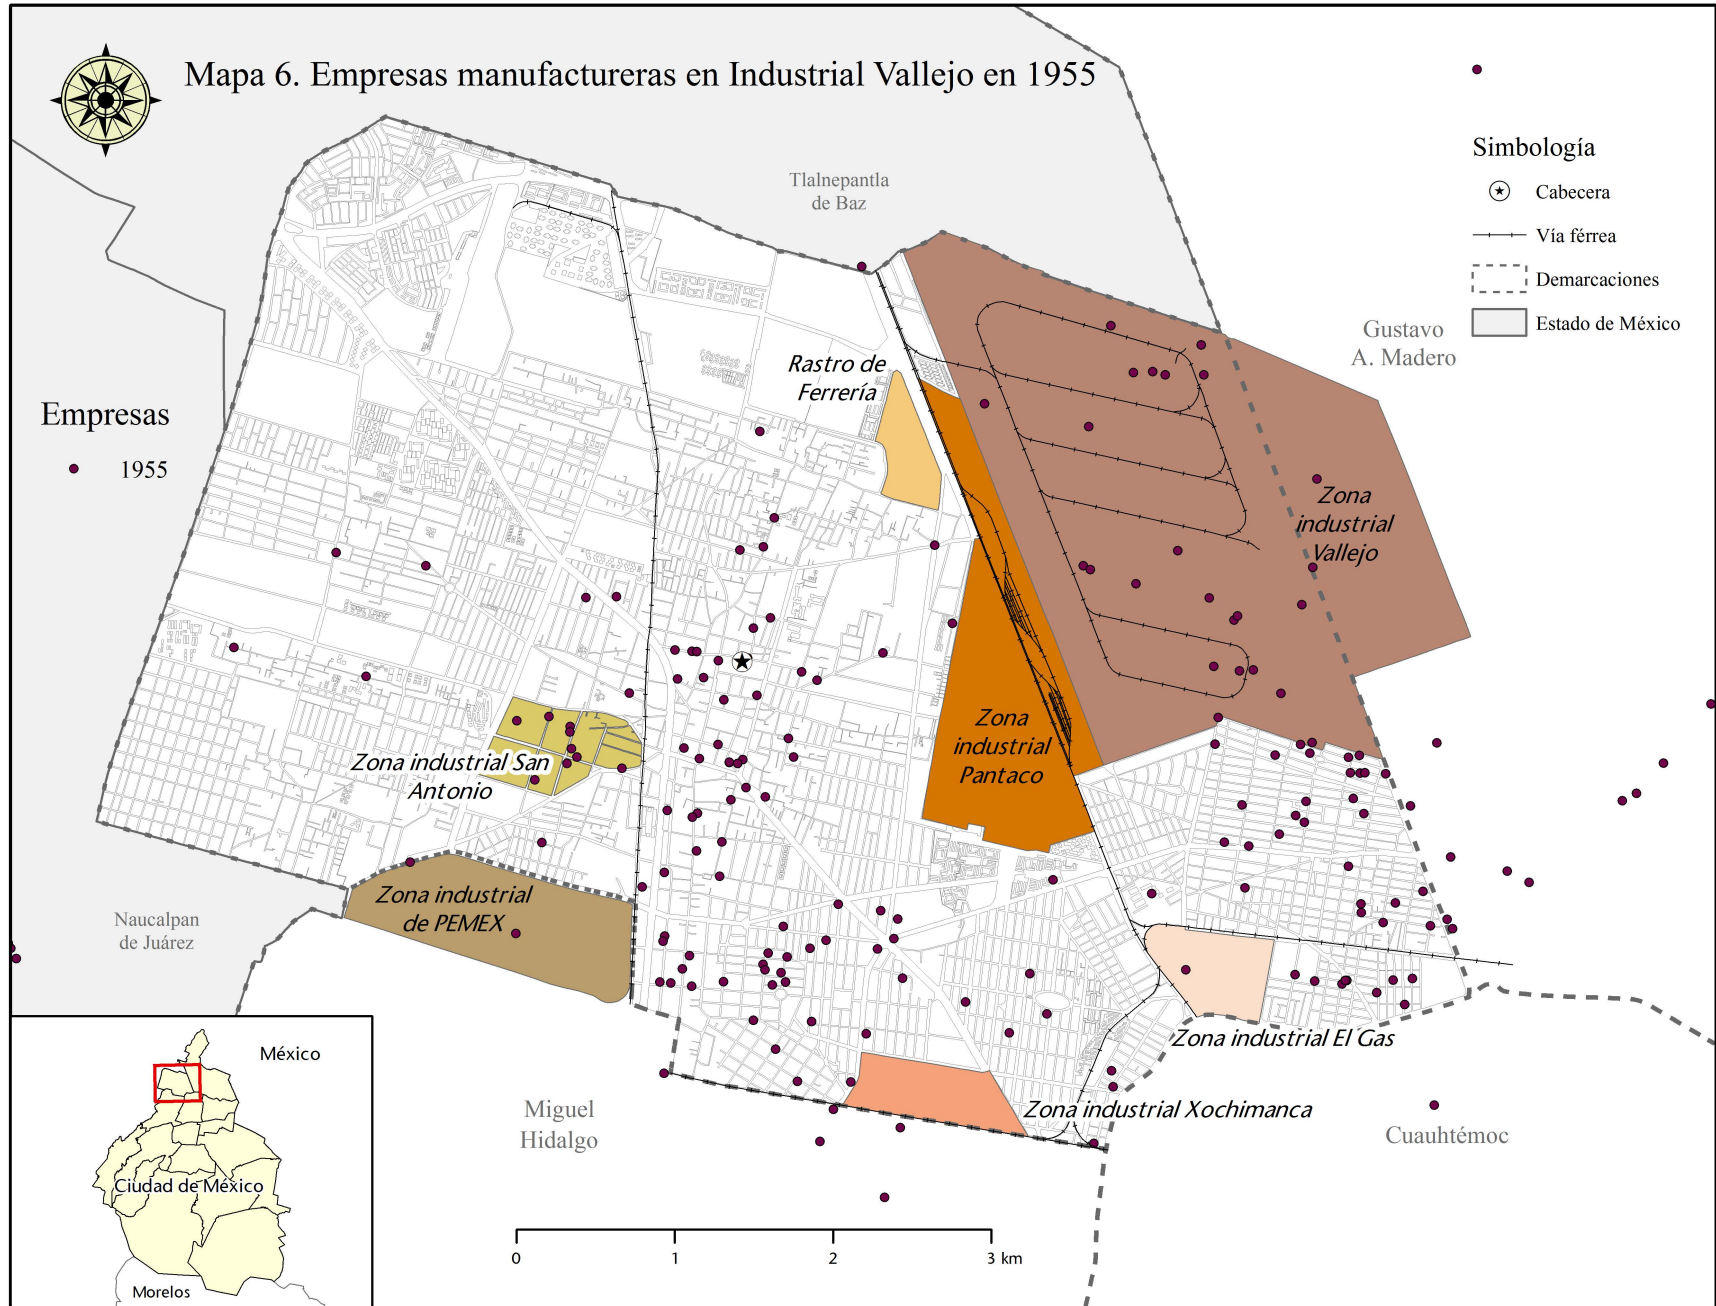 Mapa 6. Empresas manufactureras en Industrial Vallejo en 1955
Simbología
Cabecera
Vía férrea
Demarcaciones
Estado de México
Tlalnepantla
de Baz
Gustavo
A. Madero
Rastro de
Ferrería
Empresas
1955
Zona
industrial
Vallejo
Zona
industrial
Pantaco
Zona industrial San
Antonio
Zona industrial
de PEMEX
Naucalpan
de Juárez
Zona industrial El Gas
Zona industrial Xochimanca
Miguel
Hidalgo
Cuauhtémoc
México
Ciudad de México
Morelos
0 1 2 3 km